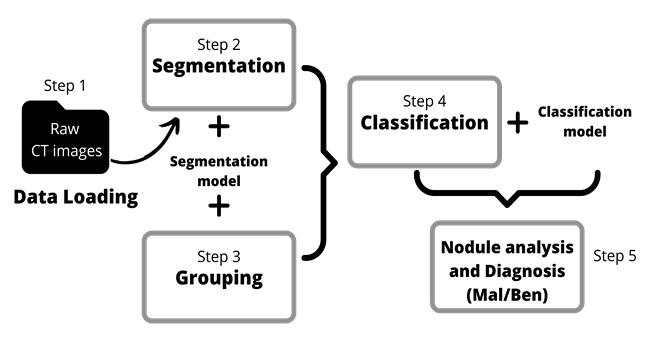 Step 1
Raw
CT images
Data Loading
Step 2
Segmentation
+
Segmentation
model
+
Step 3
Grouping
Step 4
Classification
+
Classification
model
Nodule analysis
and Diagnosis
(Mal/Ben)
Step 5